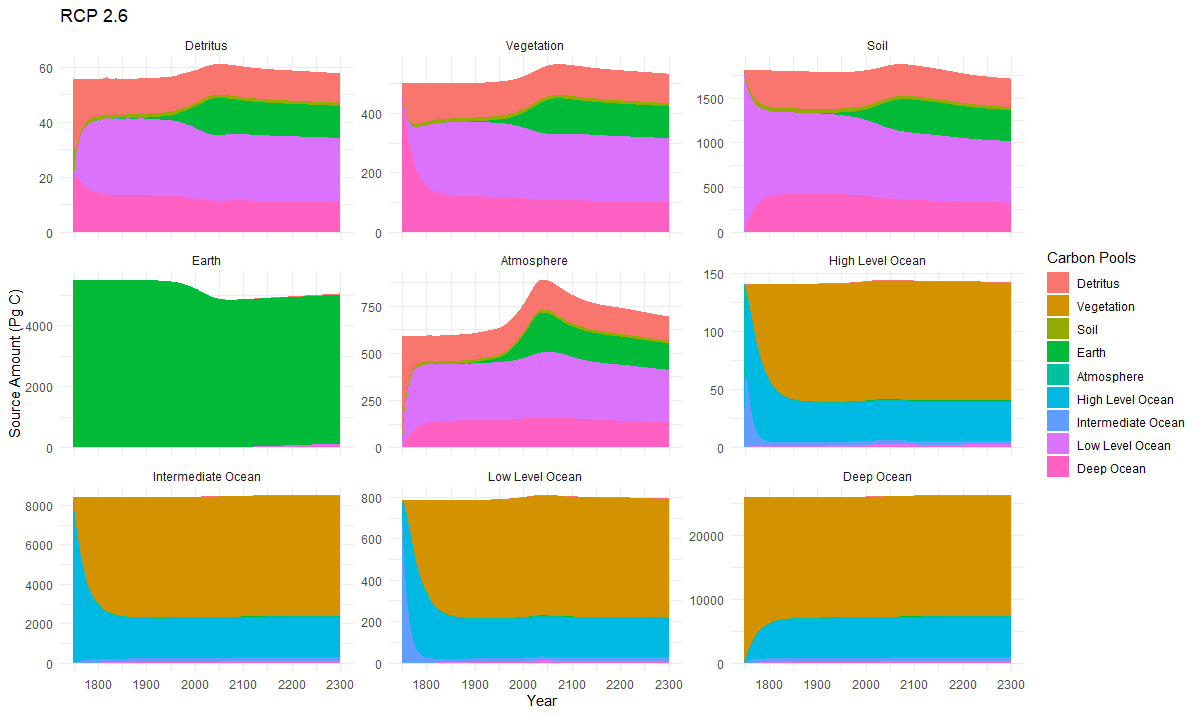 RCP 2.6
Detritus
Vegetation
Soil
60
40
20
0
400
200
0
1500
1000
500
0
Earth
Atmosphere
High Level Ocean
4000
2000
0
750
500
250
0
150
100
50
0
Source Amount (Pg C)
Carbon Pools
Detritus
Vegetation
Soil
Earth
Atmosphere
High Level Ocean
Intermediate Ocean
Low Level Ocean
Deep Ocean
Intermediate Ocean
Low Level Ocean
Deep Ocean
8000
6000
4000
2000
0
800
600
400
200
0
20000
10000
0
1800 1900 2000 2100 2200 2300
1800 1900 2000 2100 2200 2300
1800 1900 2000 2100 2200 2300
Year